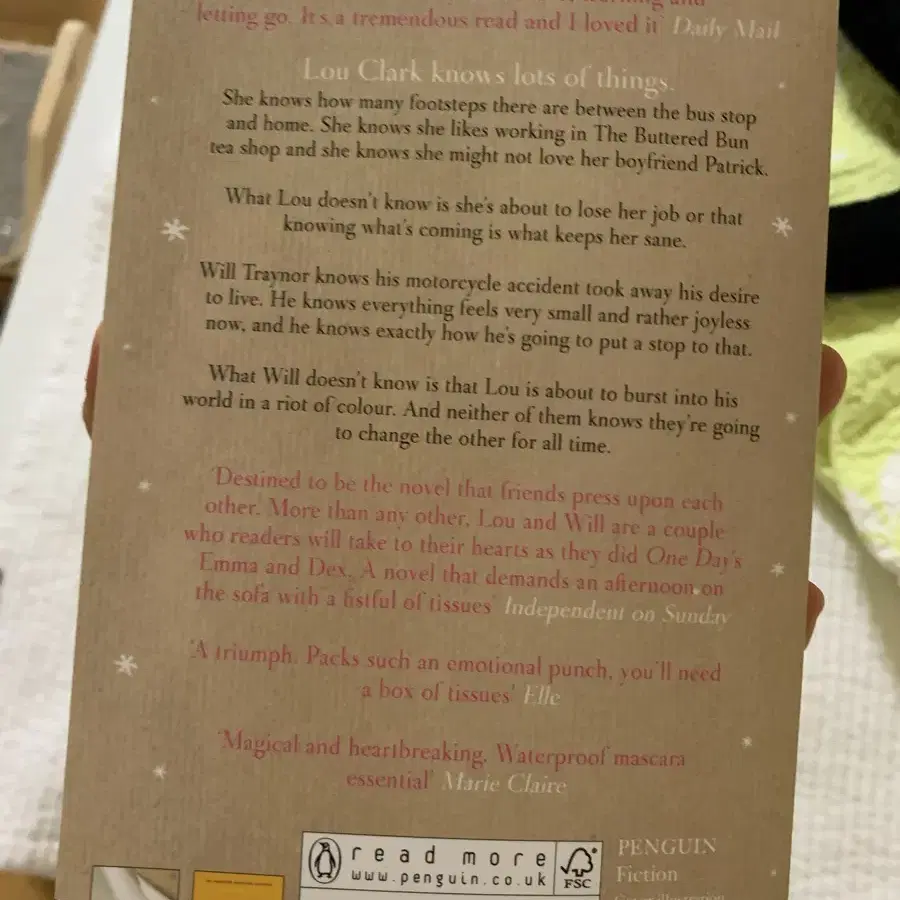 letting go. It's a tremendous read and I loved it' Daily Mail
Lou Clark knows lots of things.
She knows how many footsteps there are between the bus stop
and home. She knows she likes working in The Buttered Bun
tea shop and she knows she might not love her boyfriend Patrick.
What Lou doesn't know is she's about to lose her job or that
knowing what's coming is what keeps her sane.
Will Traynor knows his motorcycle accident took away his desire
to live. He knows everything feels very small and rather joyless
now, and he knows exactly how he's going to put a stop to that.
What Will doesn't know is that Lou is about to burst into his
world in a riot of colour. And neither of them knows they're going
to change the other for all time.
'Destined to be the novel that friends press upon each
other. More than any other, Lou and Will are a couple
who readers will take to their hearts as they did One Day's
Emma and Dex. A novel that demands an afternoon on
the sofa with a fistful of tissues' Independent on Sunday
'A triumph. Packs such an emotional punch, you'll need
a box of tissues' Elle
'Magical and heartbreaking. Waterproof mascara
essential' Marie Claire
read more
www.penguin.co.uk
FSC
PENGUIN
Fiction